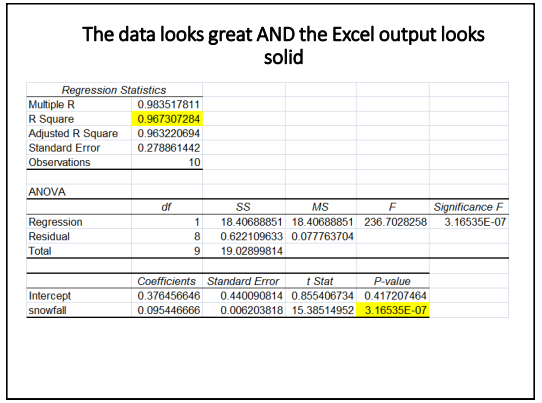 The data looks great AND the Excel output looks
solid
Regression Statistics
Multiple R 0.983517811
R Square 0.967307284
Adjusted R Square 0.963220694
Standard Error 0.278861442
Observations 10
ANOVA
df SS MS F Significance F
Regression 1 18.40688851 18.40688851 236.7028258 3.16535E-07
Residual 8 0.622109633 0.077763704
Total 9 19.02899814
Coefficients Standard Error t Stat P-value
Intercept 0.376456646 0.440090814 0.855406734 0.417207464
snowfall 0.095446666 0.006203818 15.38514952 3.16535E-07